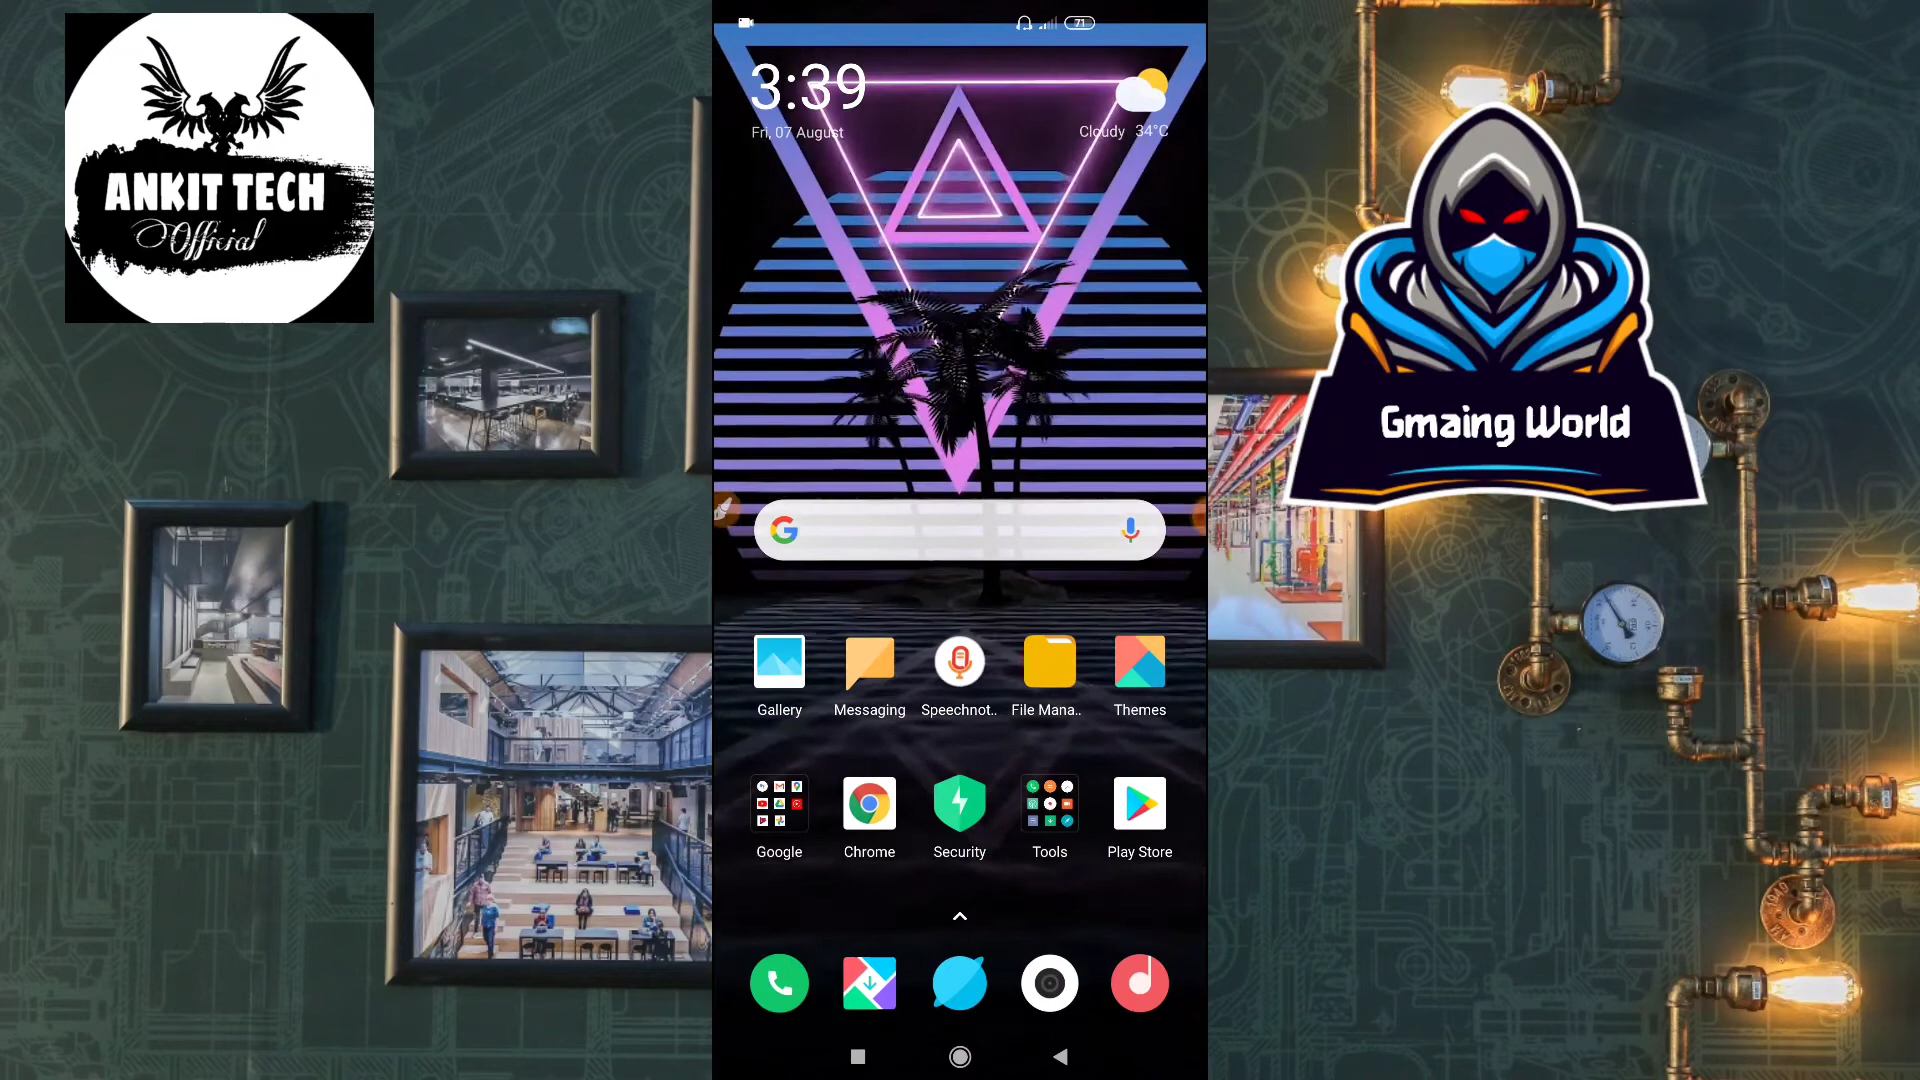 ANKIT TECH
Official
71
3:39
Fri, 07 August
Cloudy 34°C
Gmaing World
Gallery
Messaging
Speechnot..
File Mana..
Themes
Google
Chrome
Security
Tools
Play Store